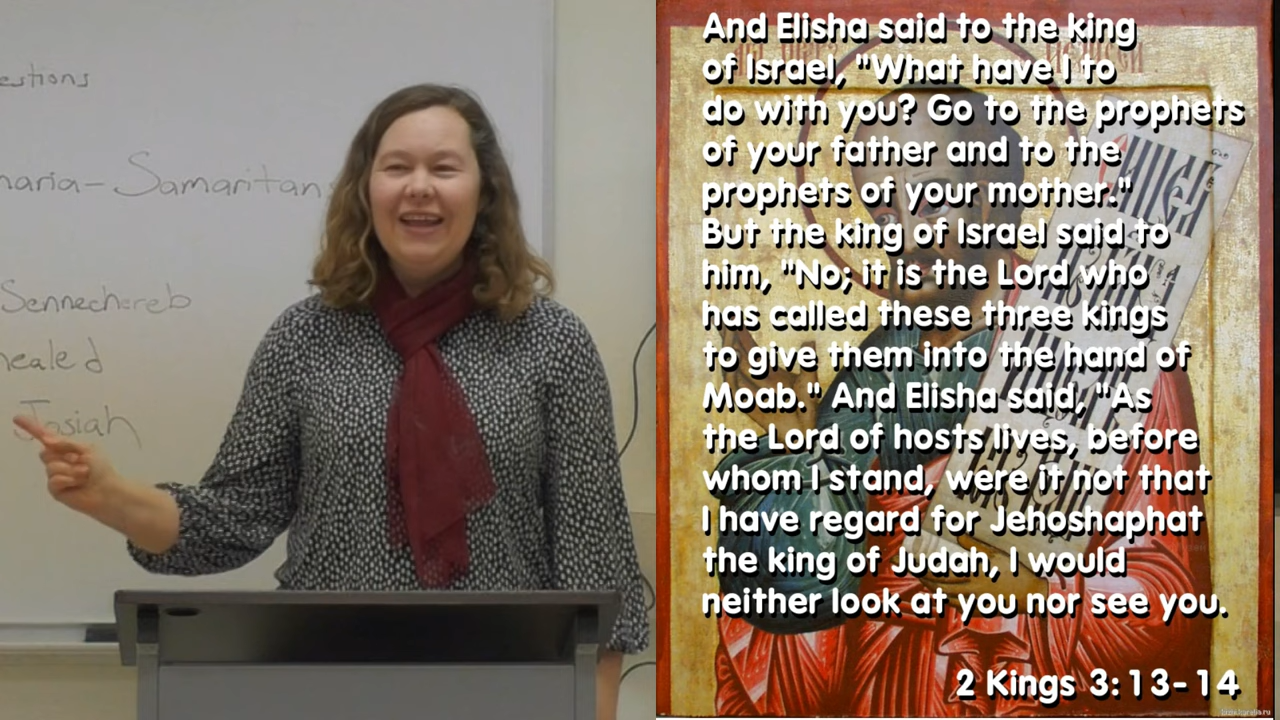 estions
maria - Samaritans
Sennechereb
healed
Josiah
And Elisha said to the king
of Israel, "What have I to
do with you? Go to the prophets
of your father and to the
prophets of your mother."
But the king of Israel said to
him, "No; it is the Lord who
has called these three kings
to give them into the hand of
Moab." And Elisha said, "As
the Lord of hosts lives, before
whom I stand, were it not that
I have regard for Jehoshaphat
the king of Judah, I would
neither look at you nor see you.
2 Kings 3:13-14